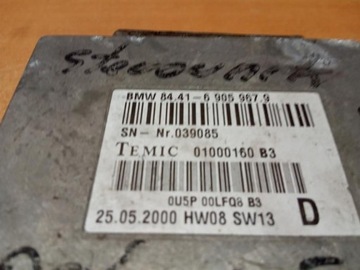 BMW 84.41-6 905 967.9
SN- Nr.039085
TEMIC 01000160 B3
0U5P 00LFQ8 B3
25.05.2000 HW08 SW13 D